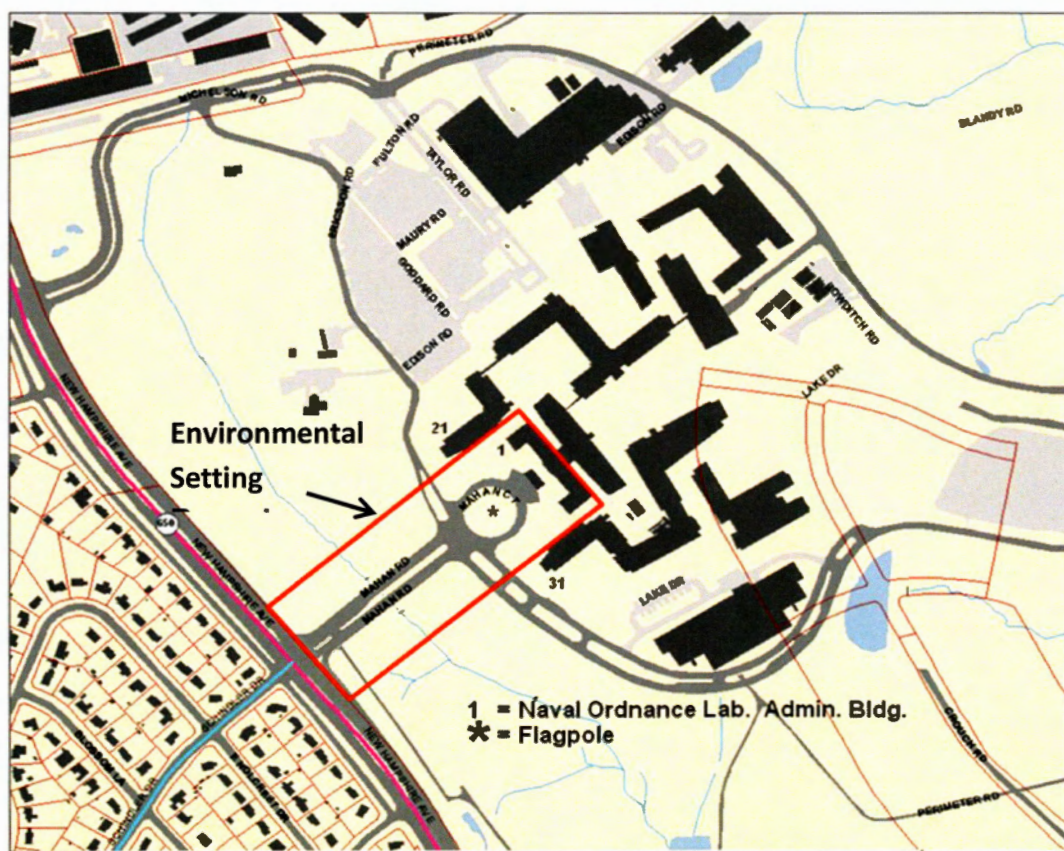 PERIMETER RD
MICHELSON RD
BLANDY RD
FULTON RD
TAYLOR RD
EDISON RD
ERICSSON RD
MAURY RD
GODDARD RD
BOWDITCH RD
EDISON RD
LAKE DR
NEW HAMPSHIRE AVE
Environmental
Setting
21
1
MAHAN CT
*
650
NEW HAMPSHIRE AVE
MAHAN RD
MAHAN RD
31
LAKE DR
1 = Naval Ordnance Lab. Admin. Bldg.
* = Flagpole
CROUCH RD
NEW HAMPSHIRE AVE
PERIMETER RD